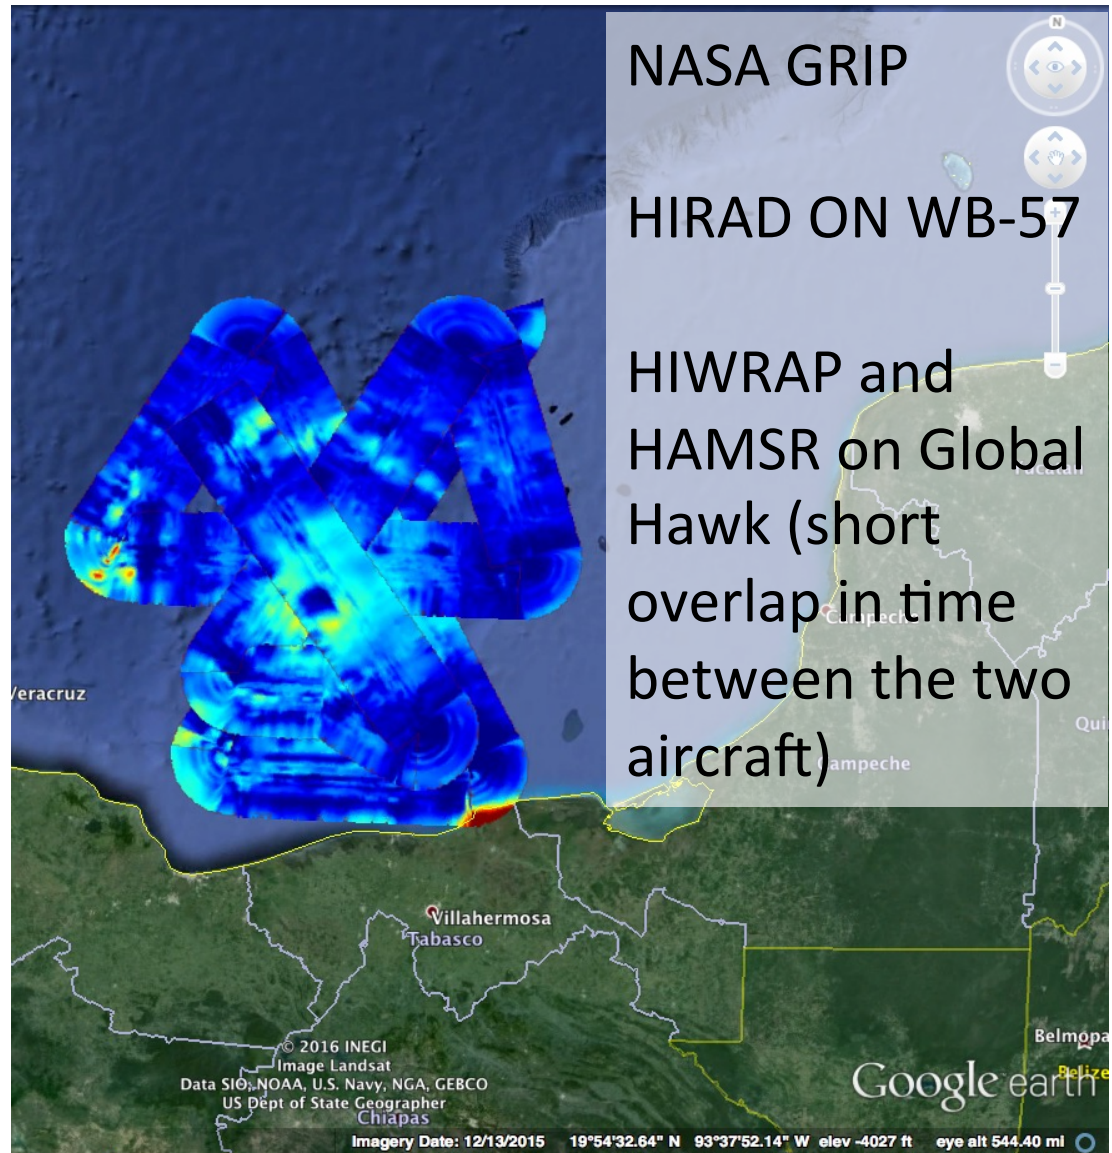 N
NASA GRIP
HIRAD ON WB-57
HIWRAP and
HAMSR on Global
Hawk (short
overlap in time
between the two
aircraft)
Yucatán
Campeche
Veracruz
Campeche
Villahermosa
Tabasco
© 2016 INEGI
Image Landsat
Data SIO, NOAA, U.S. Navy, NGA, GEBCO
US Dept of State Geographer
Chiapas
Belmopa
Belize
Google earth
Imagery Date: 12/13/2015 19°54'32.64" N 93°37'52.14" W elev -4027 ft eye alt 544.40 mi